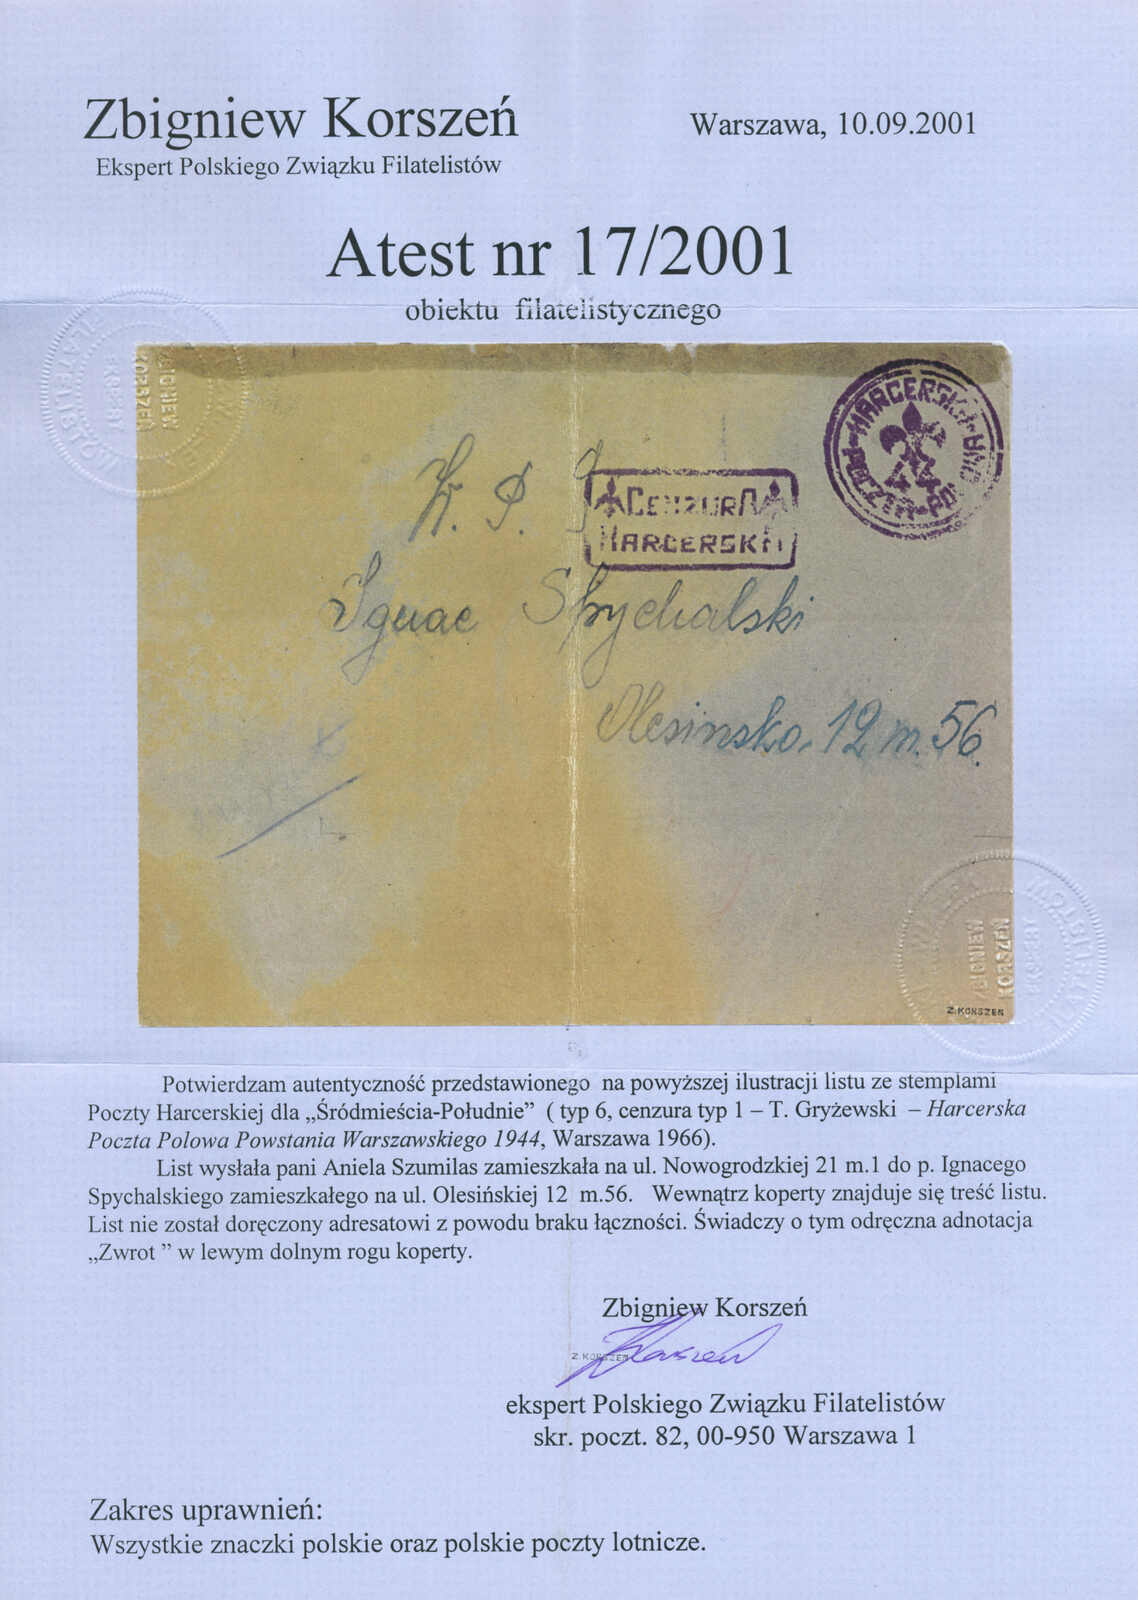 Zbigniew Korszeń
Ekspert Polskiego Związku Filatelistów
Warszawa, 10.09.2001
Atest nr 17/2001
obiektu filatelistycznego
ZBIGNIEW
KORSZEŃ
HARCERSKA
POCZTA
W. P.
CENZURA
HARCERSKA
Ignac Spychalski
Olesinska 12 m. 56.
ZBIGNIEW
KORSZEŃ
Z. KORSZEŃ
Potwierdzam autentyczność przedstawionego na powyższej ilustracji listu ze stemplami
Poczty Harcerskiej dla „Śródmieścia-Południe” ( typ 6, cenzura typ 1 – T. Gryżewski – Harcerska
Poczta Polowa Powstania Warszawskiego 1944, Warszawa 1966).
List wysłała pani Aniela Szumilas zamieszkała na ul. Nowogrodzkiej 21 m.1 do p. Ignacego
Spychalskiego zamieszkałego na ul. Olesińskiej 12 m.56. Wewnątrz koperty znajduje się treść listu.
List nie został doręczony adresatowi z powodu braku łączności. Świadczy o tym odręczna adnotacja
„Zwrot ” w lewym dolnym rogu koperty.
Zbigniew Korszeń
Z. KORSZEŃ
ekspert Polskiego Związku Filatelistów
skr. poczt. 82, 00-950 Warszawa 1
Zakres uprawnień:
Wszystkie znaczki polskie oraz polskie poczty lotnicze.